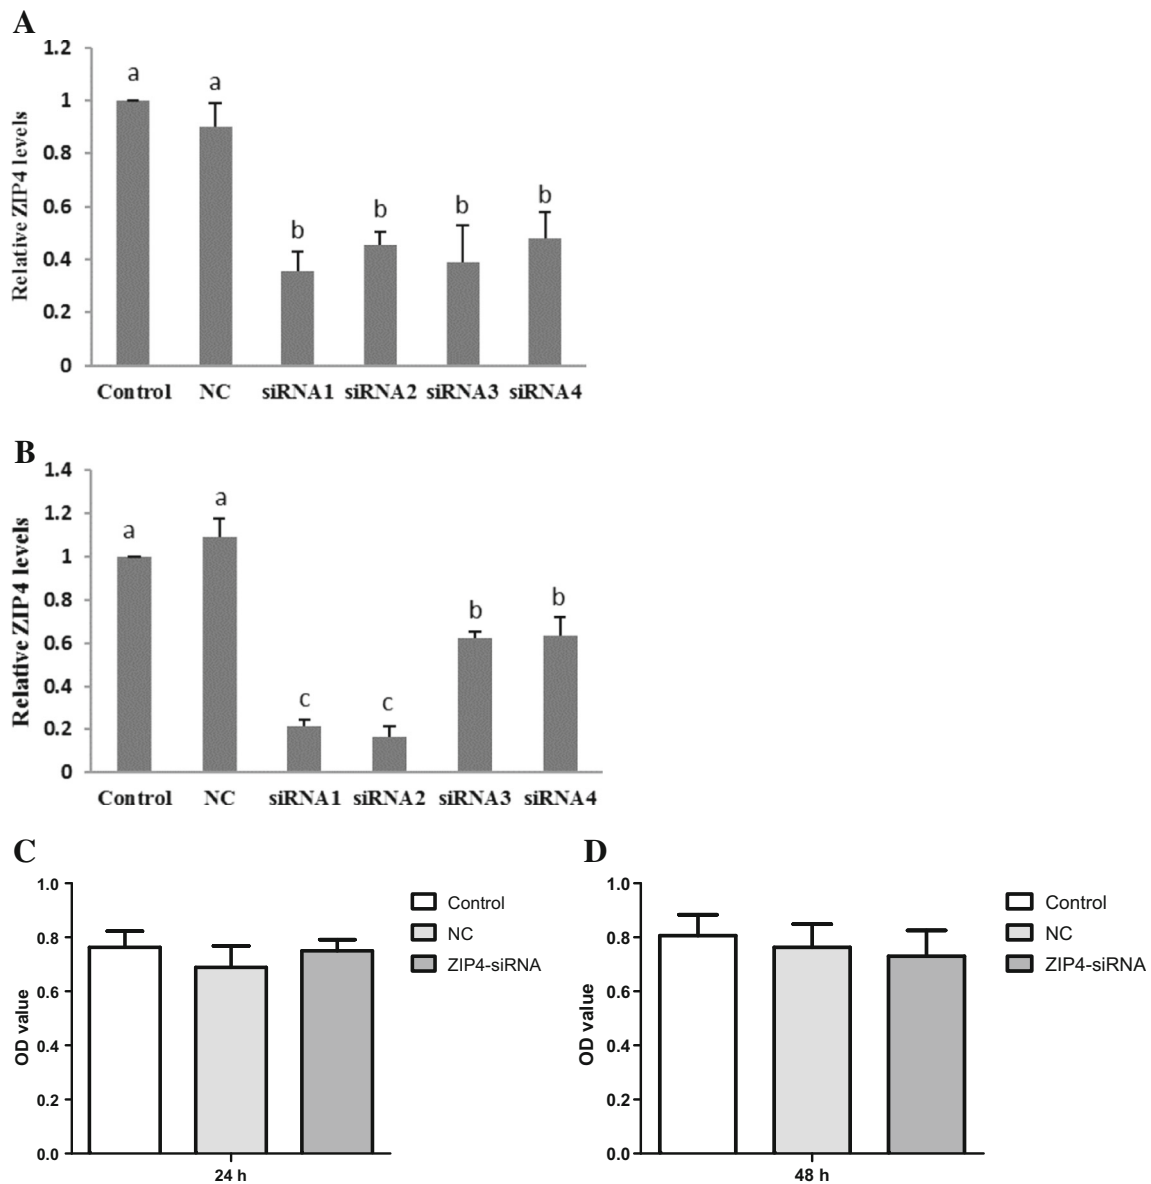 A
1.2
1
0.8
0.6
0.4
0.2
0
Relative ZIP4 levels
a
a
b
b
b
b
Control NC siRNA1 siRNA2 siRNA3 siRNA4
B
1.4
1.2
1
0.8
0.6
0.4
0.2
0
Relative ZIP4 levels
a
a
c
c
b
b
Control NC siRNA1 siRNA2 siRNA3 siRNA4
C
1.0
0.8
0.6
0.4
0.2
0.0
OD value
24 h
Control
NC
ZIP4-siRNA
D
1.0
0.8
0.6
0.4
0.2
0.0
OD value
48 h
Control
NC
ZIP4-siRNA